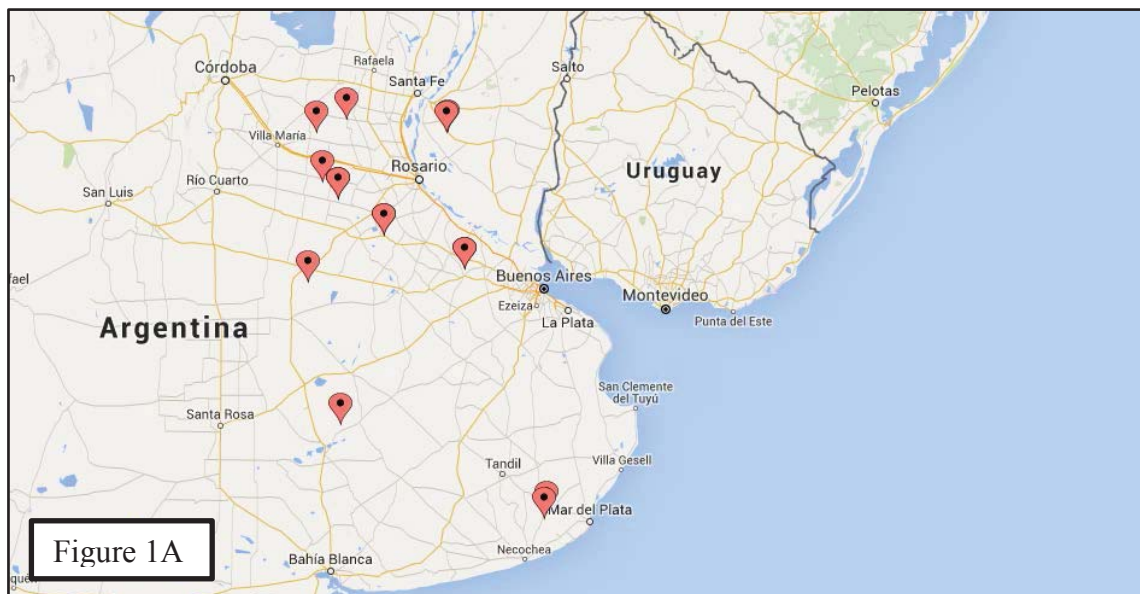 Rafaela
Córdoba
Salto
Santa Fe
Pelotas
Villa María
Rosario
Uruguay
Río Cuarto
San Luis
fael
Buenos Aires
Montevideo
Ezeiza
Argentina
La Plata
Punta del Este
San Clemente
del Tuyú
Santa Rosa
Villa Gesell
Tandil
Mar del Plata
Figure 1A
Necochea
Bahía Blanca
quén